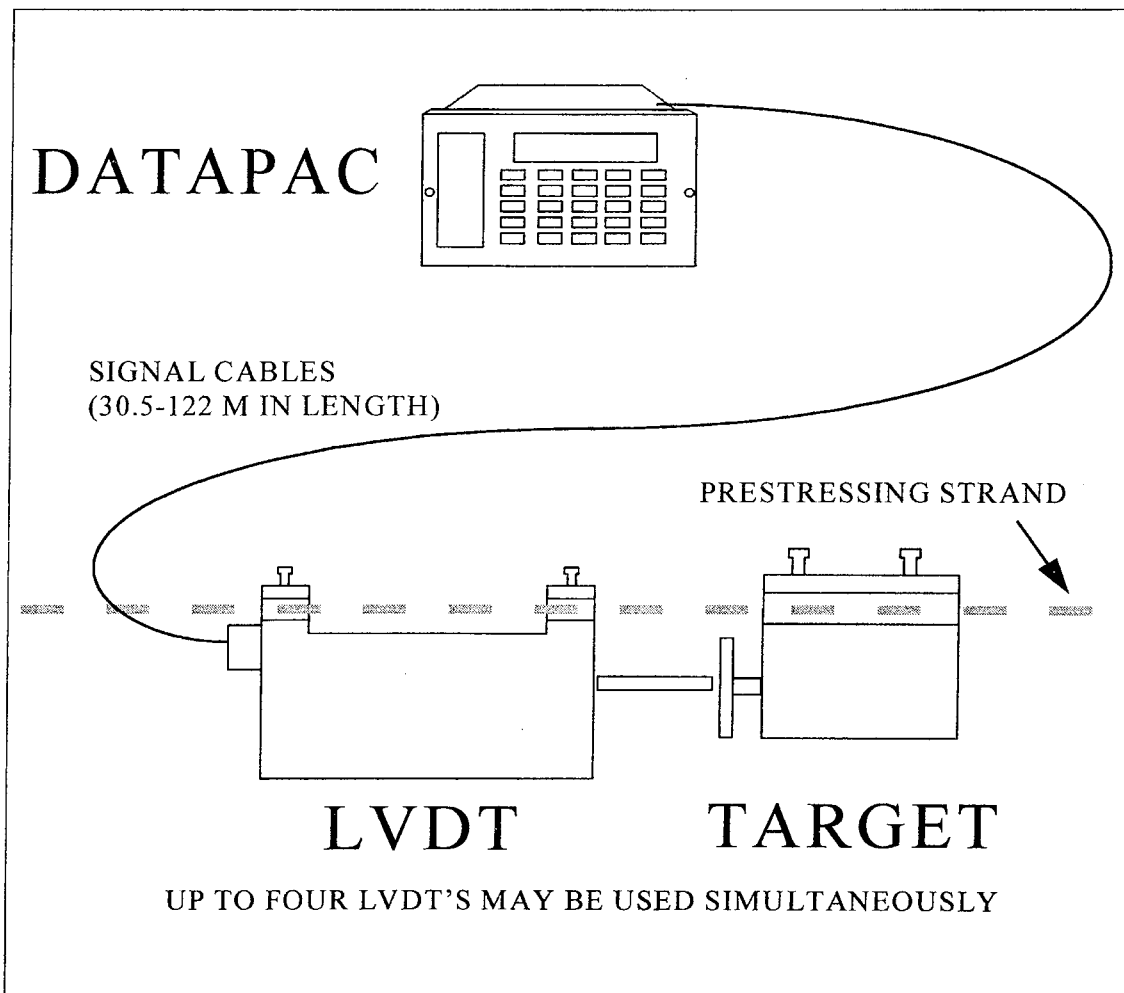 DATAPAC
SIGNAL CABLES
(30.5-122 M IN LENGTH)
PRESTRESSING STRAND
LVDT
TARGET
UP TO FOUR LVDT'S MAY BE USED SIMULTANEOUSLY